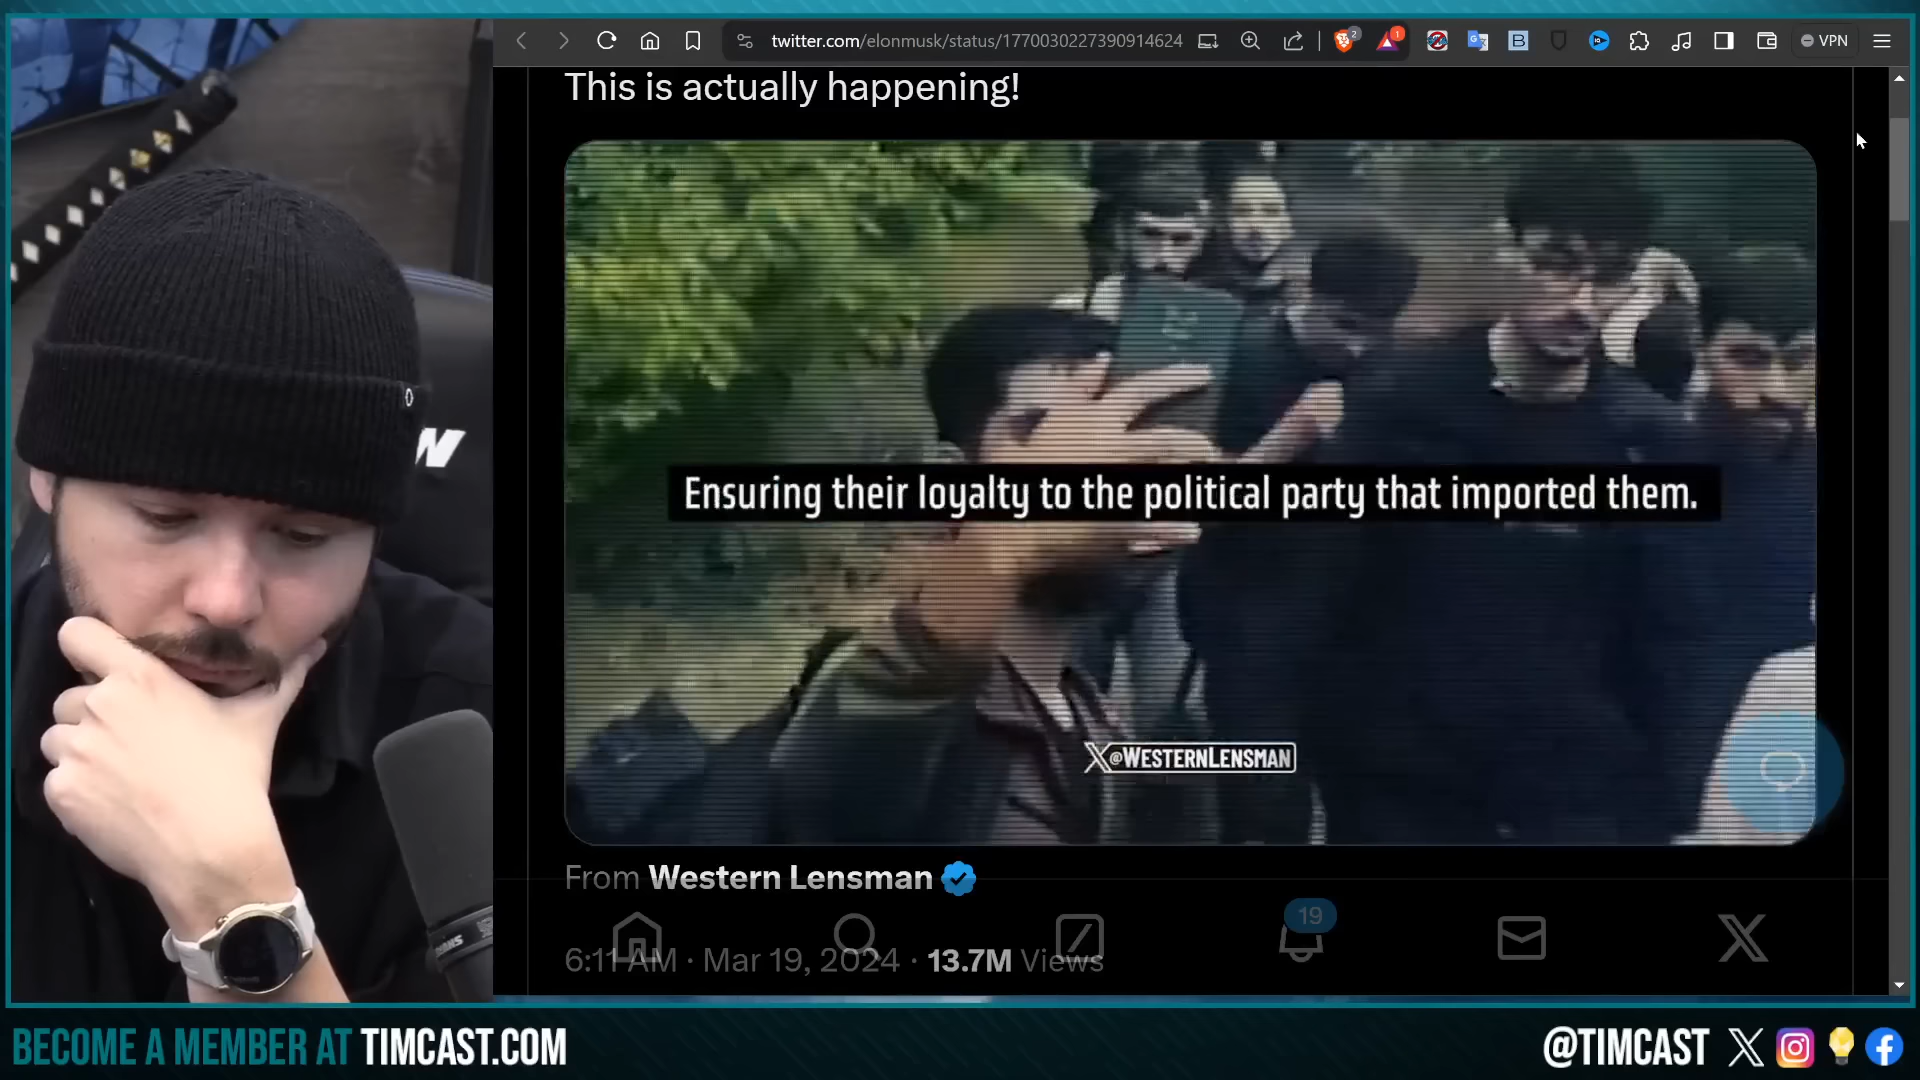 twitter.com/elonmusk/status/1770030227390914624
2
1
VPN
This is actually happening!
Ensuring their loyalty to the political party that imported them.
X@WESTERNLENSMAN
W
From Western Lensman
19
6:11 AM · Mar 19, 2024 · 13.7M Views
BECOME A MEMBER AT TIMCAST.COM
@TIMCAST